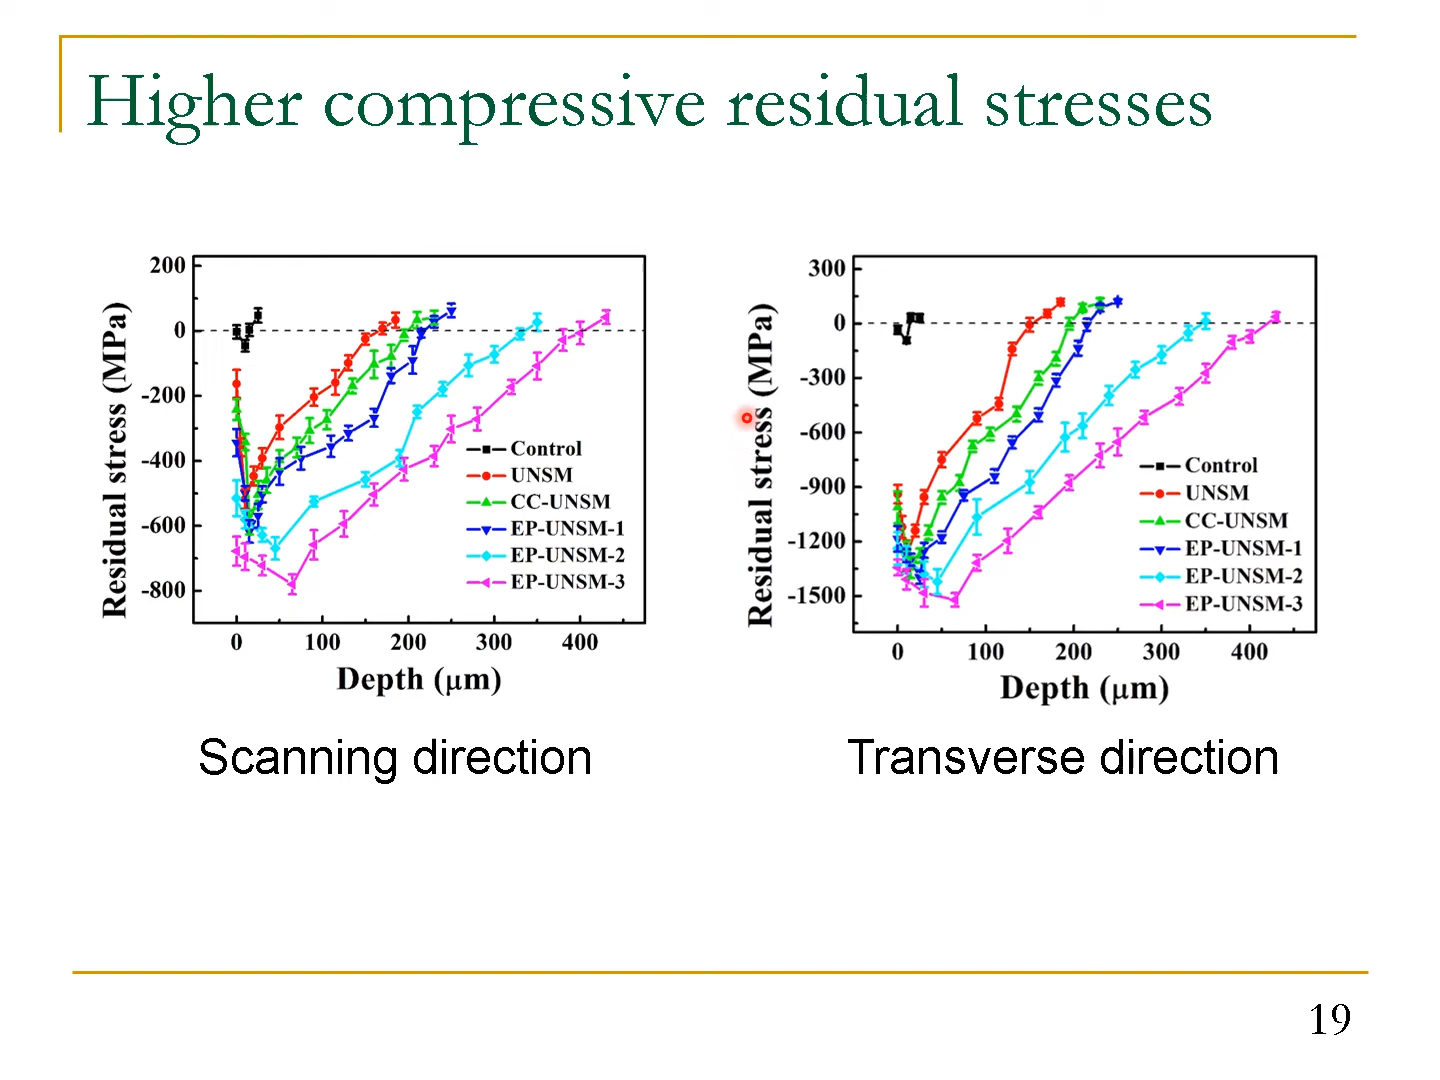 Higher compressive residual stresses
Residual stress (MPa)
200
0
-200
-400
-600
-800
Control
UNSM
CC-UNSM
EP-UNSM-1
EP-UNSM-2
EP-UNSM-3
0 100 200 300 400
Depth (μm)
Scanning direction
Residual stress (MPa)
300
0
-300
-600
-900
-1200
-1500
Control
UNSM
CC-UNSM
EP-UNSM-1
EP-UNSM-2
EP-UNSM-3
0 100 200 300 400
Depth (μm)
Transverse direction
19